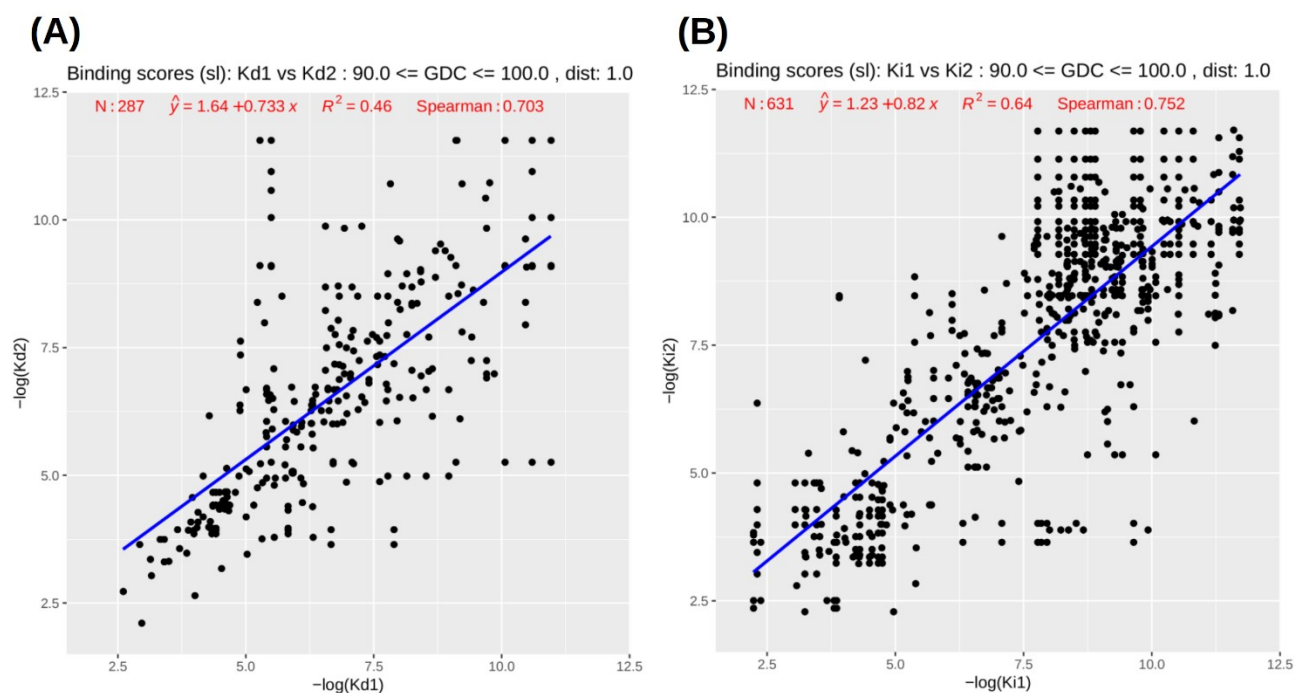 (A)
Binding scores (sl): Kd1 vs Kd2 : 90.0 <= GDC <= 100.0 , dist: 1.0
N : 287 ŷ = 1.64 +0.733 x R² = 0.46 Spearman : 0.703
12.5
10.0
7.5
5.0
2.5
−log(Kd2)
2.5 5.0 7.5 10.0 12.5
−log(Kd1)
(B)
Binding scores (sl): Ki1 vs Ki2 : 90.0 <= GDC <= 100.0 , dist: 1.0
N : 631 ŷ = 1.23 +0.82 x R² = 0.64 Spearman : 0.752
12.5
10.0
7.5
5.0
2.5
−log(Ki2)
2.5 5.0 7.5 10.0 12.5
−log(Ki1)